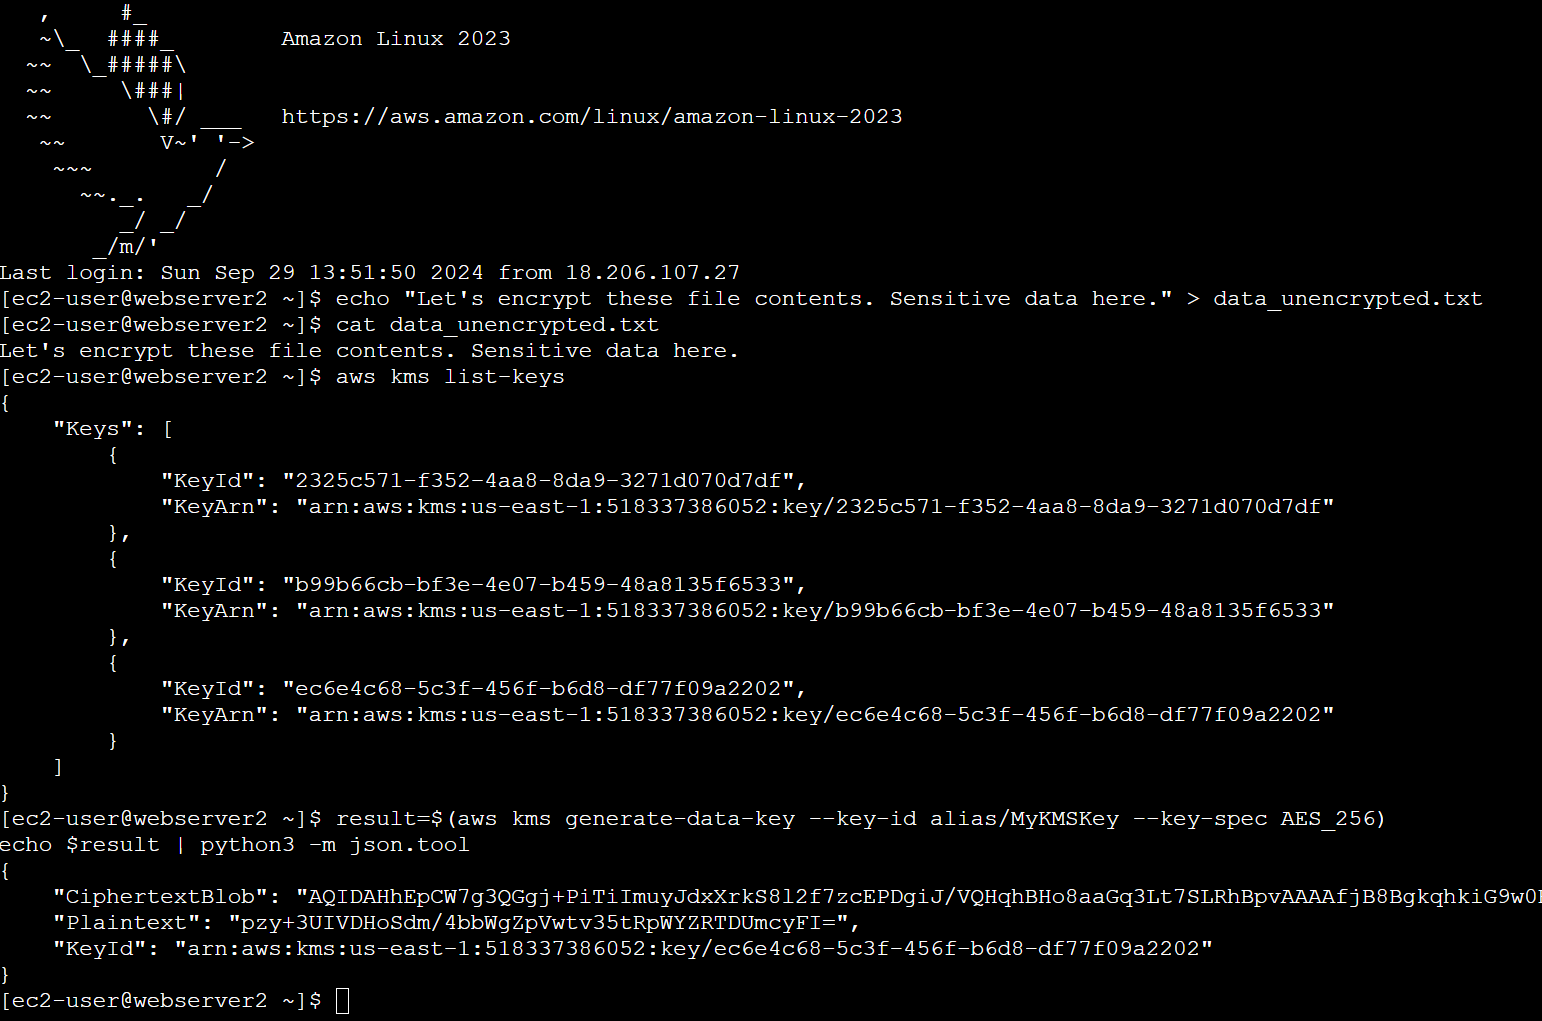 ,     #_
   ~\_  ####_        Amazon Linux 2023
  ~~  \_#####\
  ~~     \###|
  ~~       \#/ ___   https://aws.amazon.com/linux/amazon-linux-2023
   ~~       V~' '->
    ~~~         /
      ~~._.   _/
         _/ _/
       _/m/'
Last login: Sun Sep 29 13:51:50 2024 from 18.206.107.27
[ec2-user@webserver2 ~]$ echo "Let's encrypt these file contents. Sensitive data here." > data_unencrypted.txt
[ec2-user@webserver2 ~]$ cat data_unencrypted.txt
Let's encrypt these file contents. Sensitive data here.
[ec2-user@webserver2 ~]$ aws kms list-keys
{
    "Keys": [
        {
            "KeyId": "2325c571-f352-4aa8-8da9-3271d070d7df",
            "KeyArn": "arn:aws:kms:us-east-1:518337386052:key/2325c571-f352-4aa8-8da9-3271d070d7df"
        },
        {
            "KeyId": "b99b66cb-bf3e-4e07-b459-48a8135f6533",
            "KeyArn": "arn:aws:kms:us-east-1:518337386052:key/b99b66cb-bf3e-4e07-b459-48a8135f6533"
        },
        {
            "KeyId": "ec6e4c68-5c3f-456f-b6d8-df77f09a2202",
            "KeyArn": "arn:aws:kms:us-east-1:518337386052:key/ec6e4c68-5c3f-456f-b6d8-df77f09a2202"
        }
    ]
}
[ec2-user@webserver2 ~]$ result=$(aws kms generate-data-key --key-id alias/MyKMSKey --key-spec AES_256)
echo $result | python3 -m json.tool
{
    "CiphertextBlob": "AQIDAHhEpCW7g3QGgj+PiTiImuyJdxXrkS8l2f7zcEPDgiJ/VQHqhBHo8aaGq3Lt7SLRhBpvAAAAfjB8BgkqhkiG9w0
    "Plaintext": "pzy+3UIVDHoSdm/4bbWgZpVwtv35tRpWYZRTDUmcyFI=",
    "KeyId": "arn:aws:kms:us-east-1:518337386052:key/ec6e4c68-5c3f-456f-b6d8-df77f09a2202"
}
[ec2-user@webserver2 ~]$